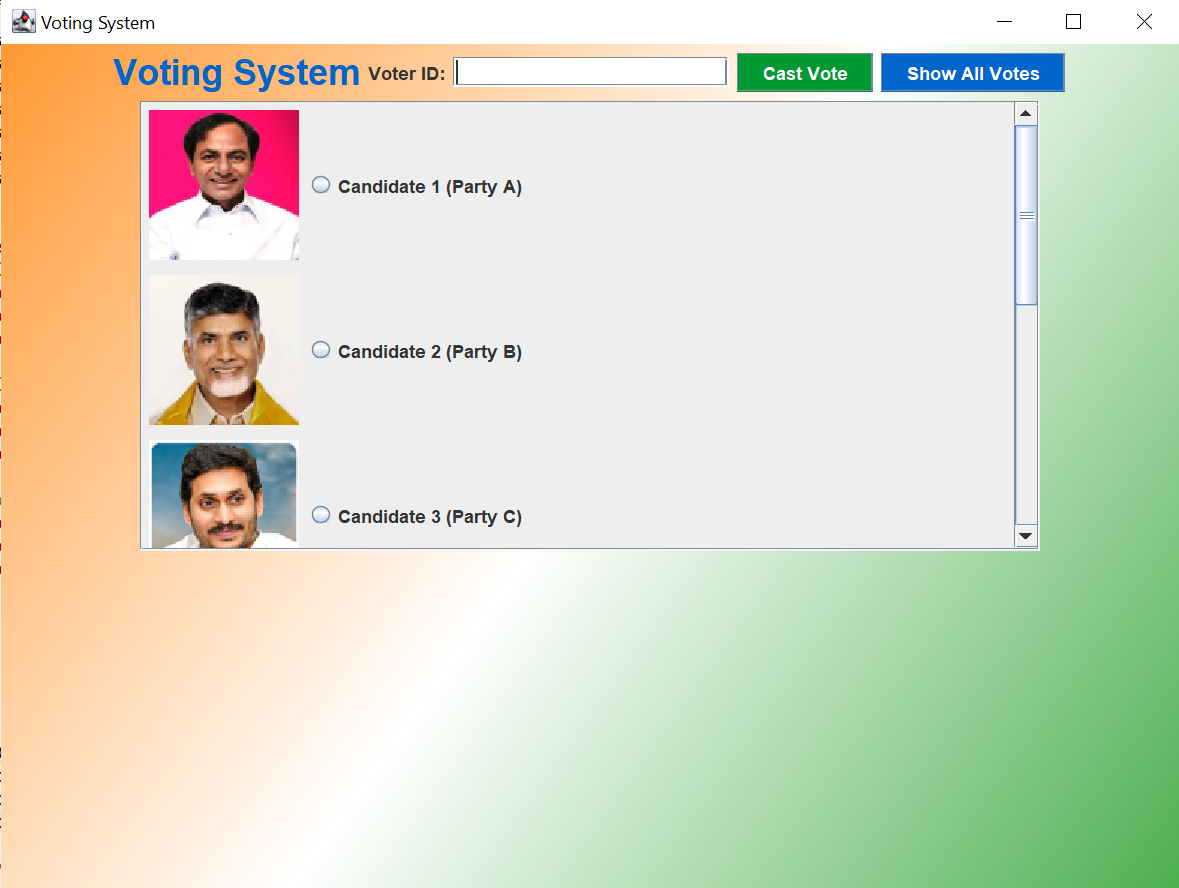 Voting System
Voting System Voter ID: Cast Vote Show All Votes
Candidate 1 (Party A)
Candidate 2 (Party B)
Candidate 3 (Party C)